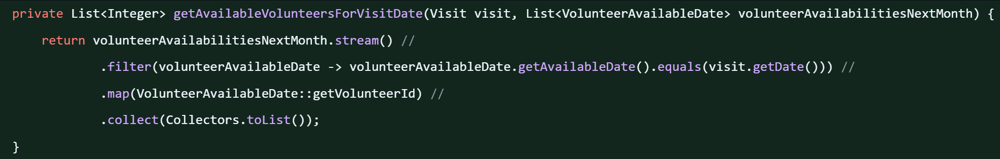 private List<Integer> getAvailableVolunteersForVisitDate(Visit visit, List<VolunteerAvailableDate> volunteerAvailabilitiesNextMonth) {
return volunteerAvailabilitiesNextMonth.stream() //
.filter(volunteerAvailableDate -> volunteerAvailableDate.getAvailableDate().equals(visit.getDate())) //
.map(VolunteerAvailableDate::getVolunteerId) //
.collect(Collectors.toList());
}